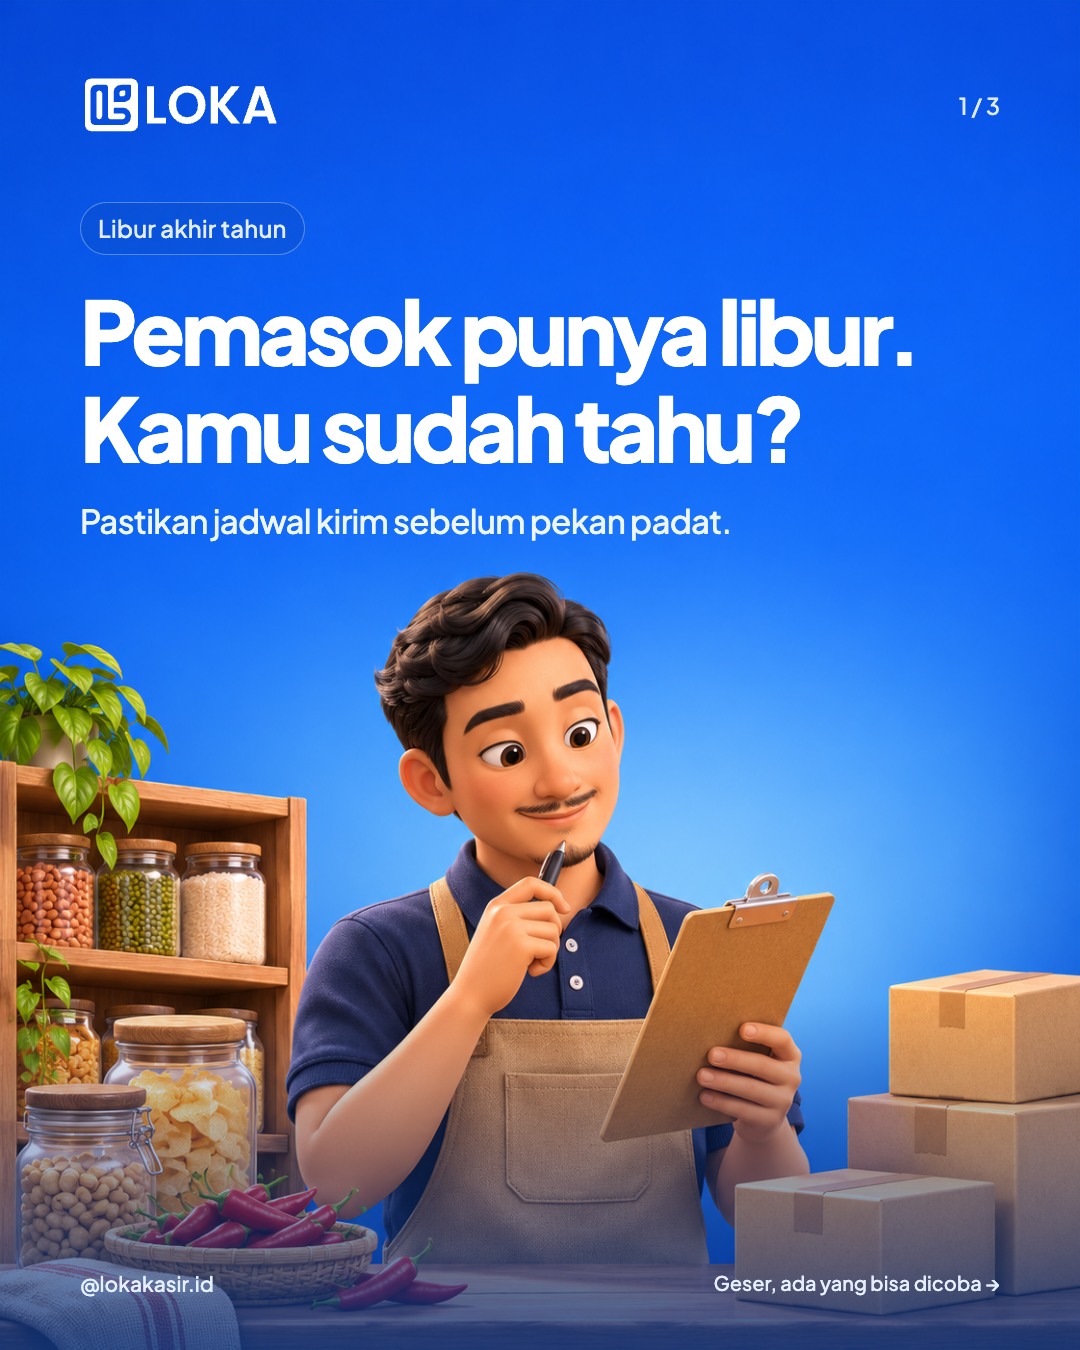 LOKA
1 / 3
Libur akhir tahun
Pemasok punya libur.
Kamu sudah tahu?
Pastikan jadwal kirim sebelum pekan padat.
@lokakasir.id
Geser, ada yang bisa dicoba →